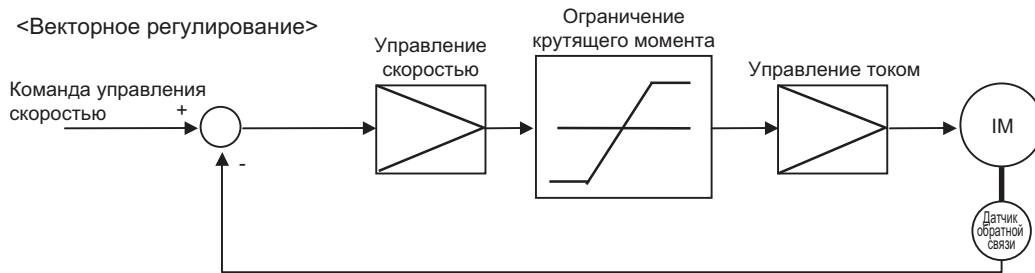 <Векторное регулирование>
Ограничение
крутящего момента
Управление
скоростью
Управление током
Команда управления
скоростью
+
-
IM
Датчик
обратной
связи